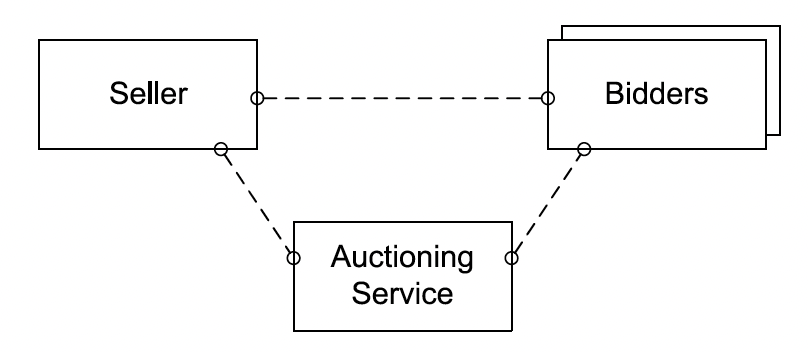 Seller
Bidders
Auctioning
Service